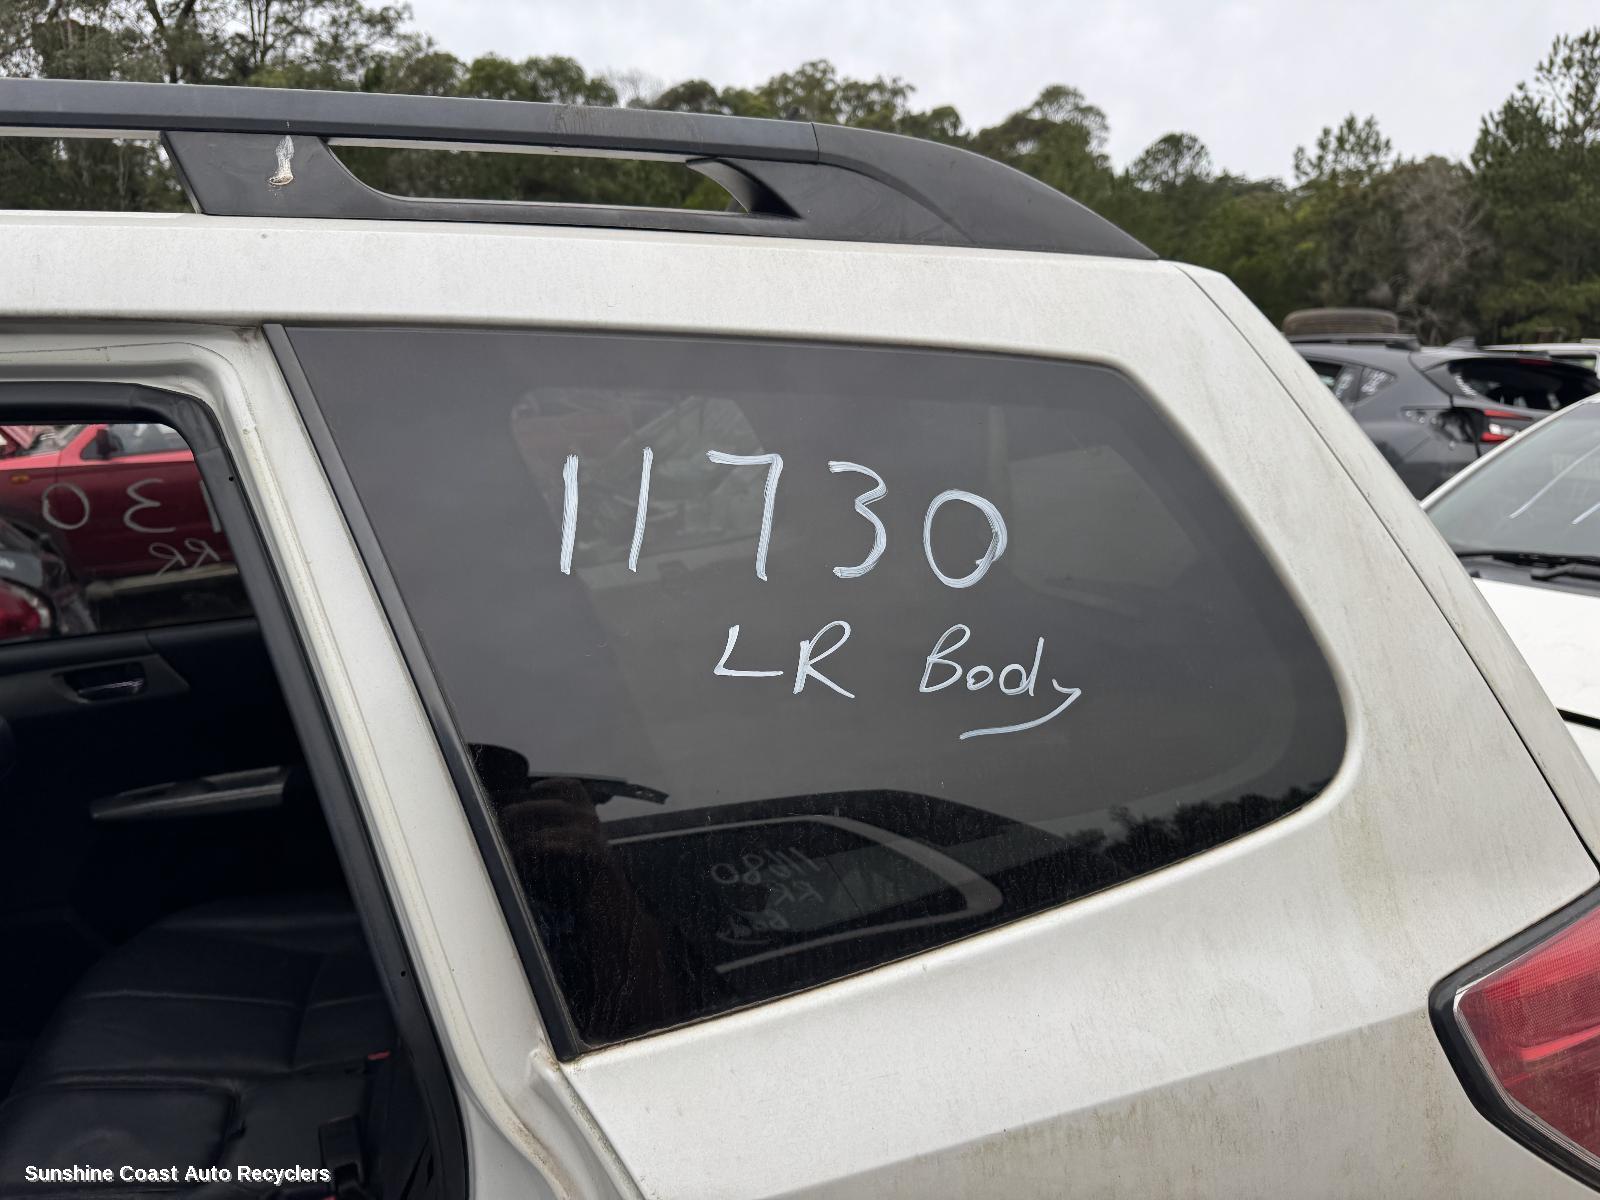 11730
LR Body
Sunshine Coast Auto Recyclers